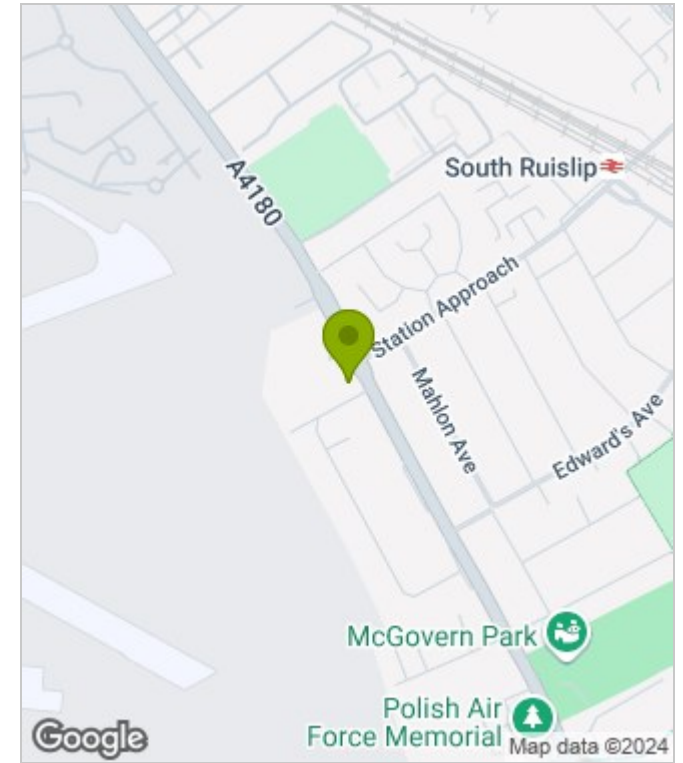 South Ruislip
A4180
Station Approach
Mahlon Ave
Edward's Ave
McGovern Park
Polish Air
Force Memorial
Google
Map data ©2024